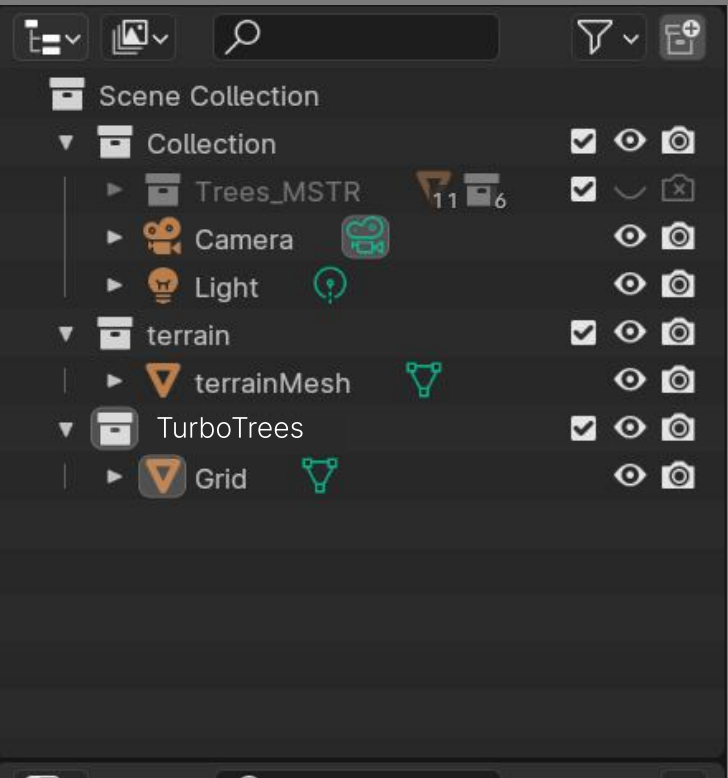 Scene Collection
Collection
Trees_MSTR 11 6
Camera
Light
terrain
terrainMesh
TurboTrees
Grid